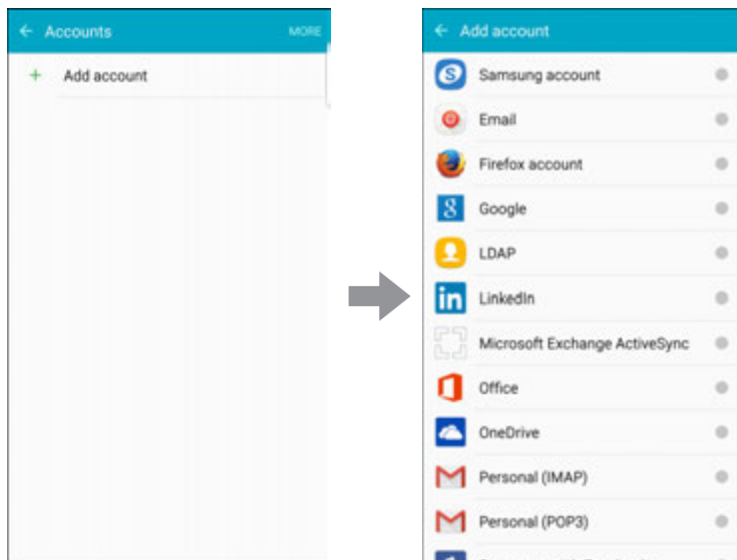 Accounts MORE
Add account
Add account
Samsung account
Email
Firefox account
Google
LDAP
LinkedIn
Microsoft Exchange ActiveSync
Office
OneDrive
Personal (IMAP)
Personal (POP3)